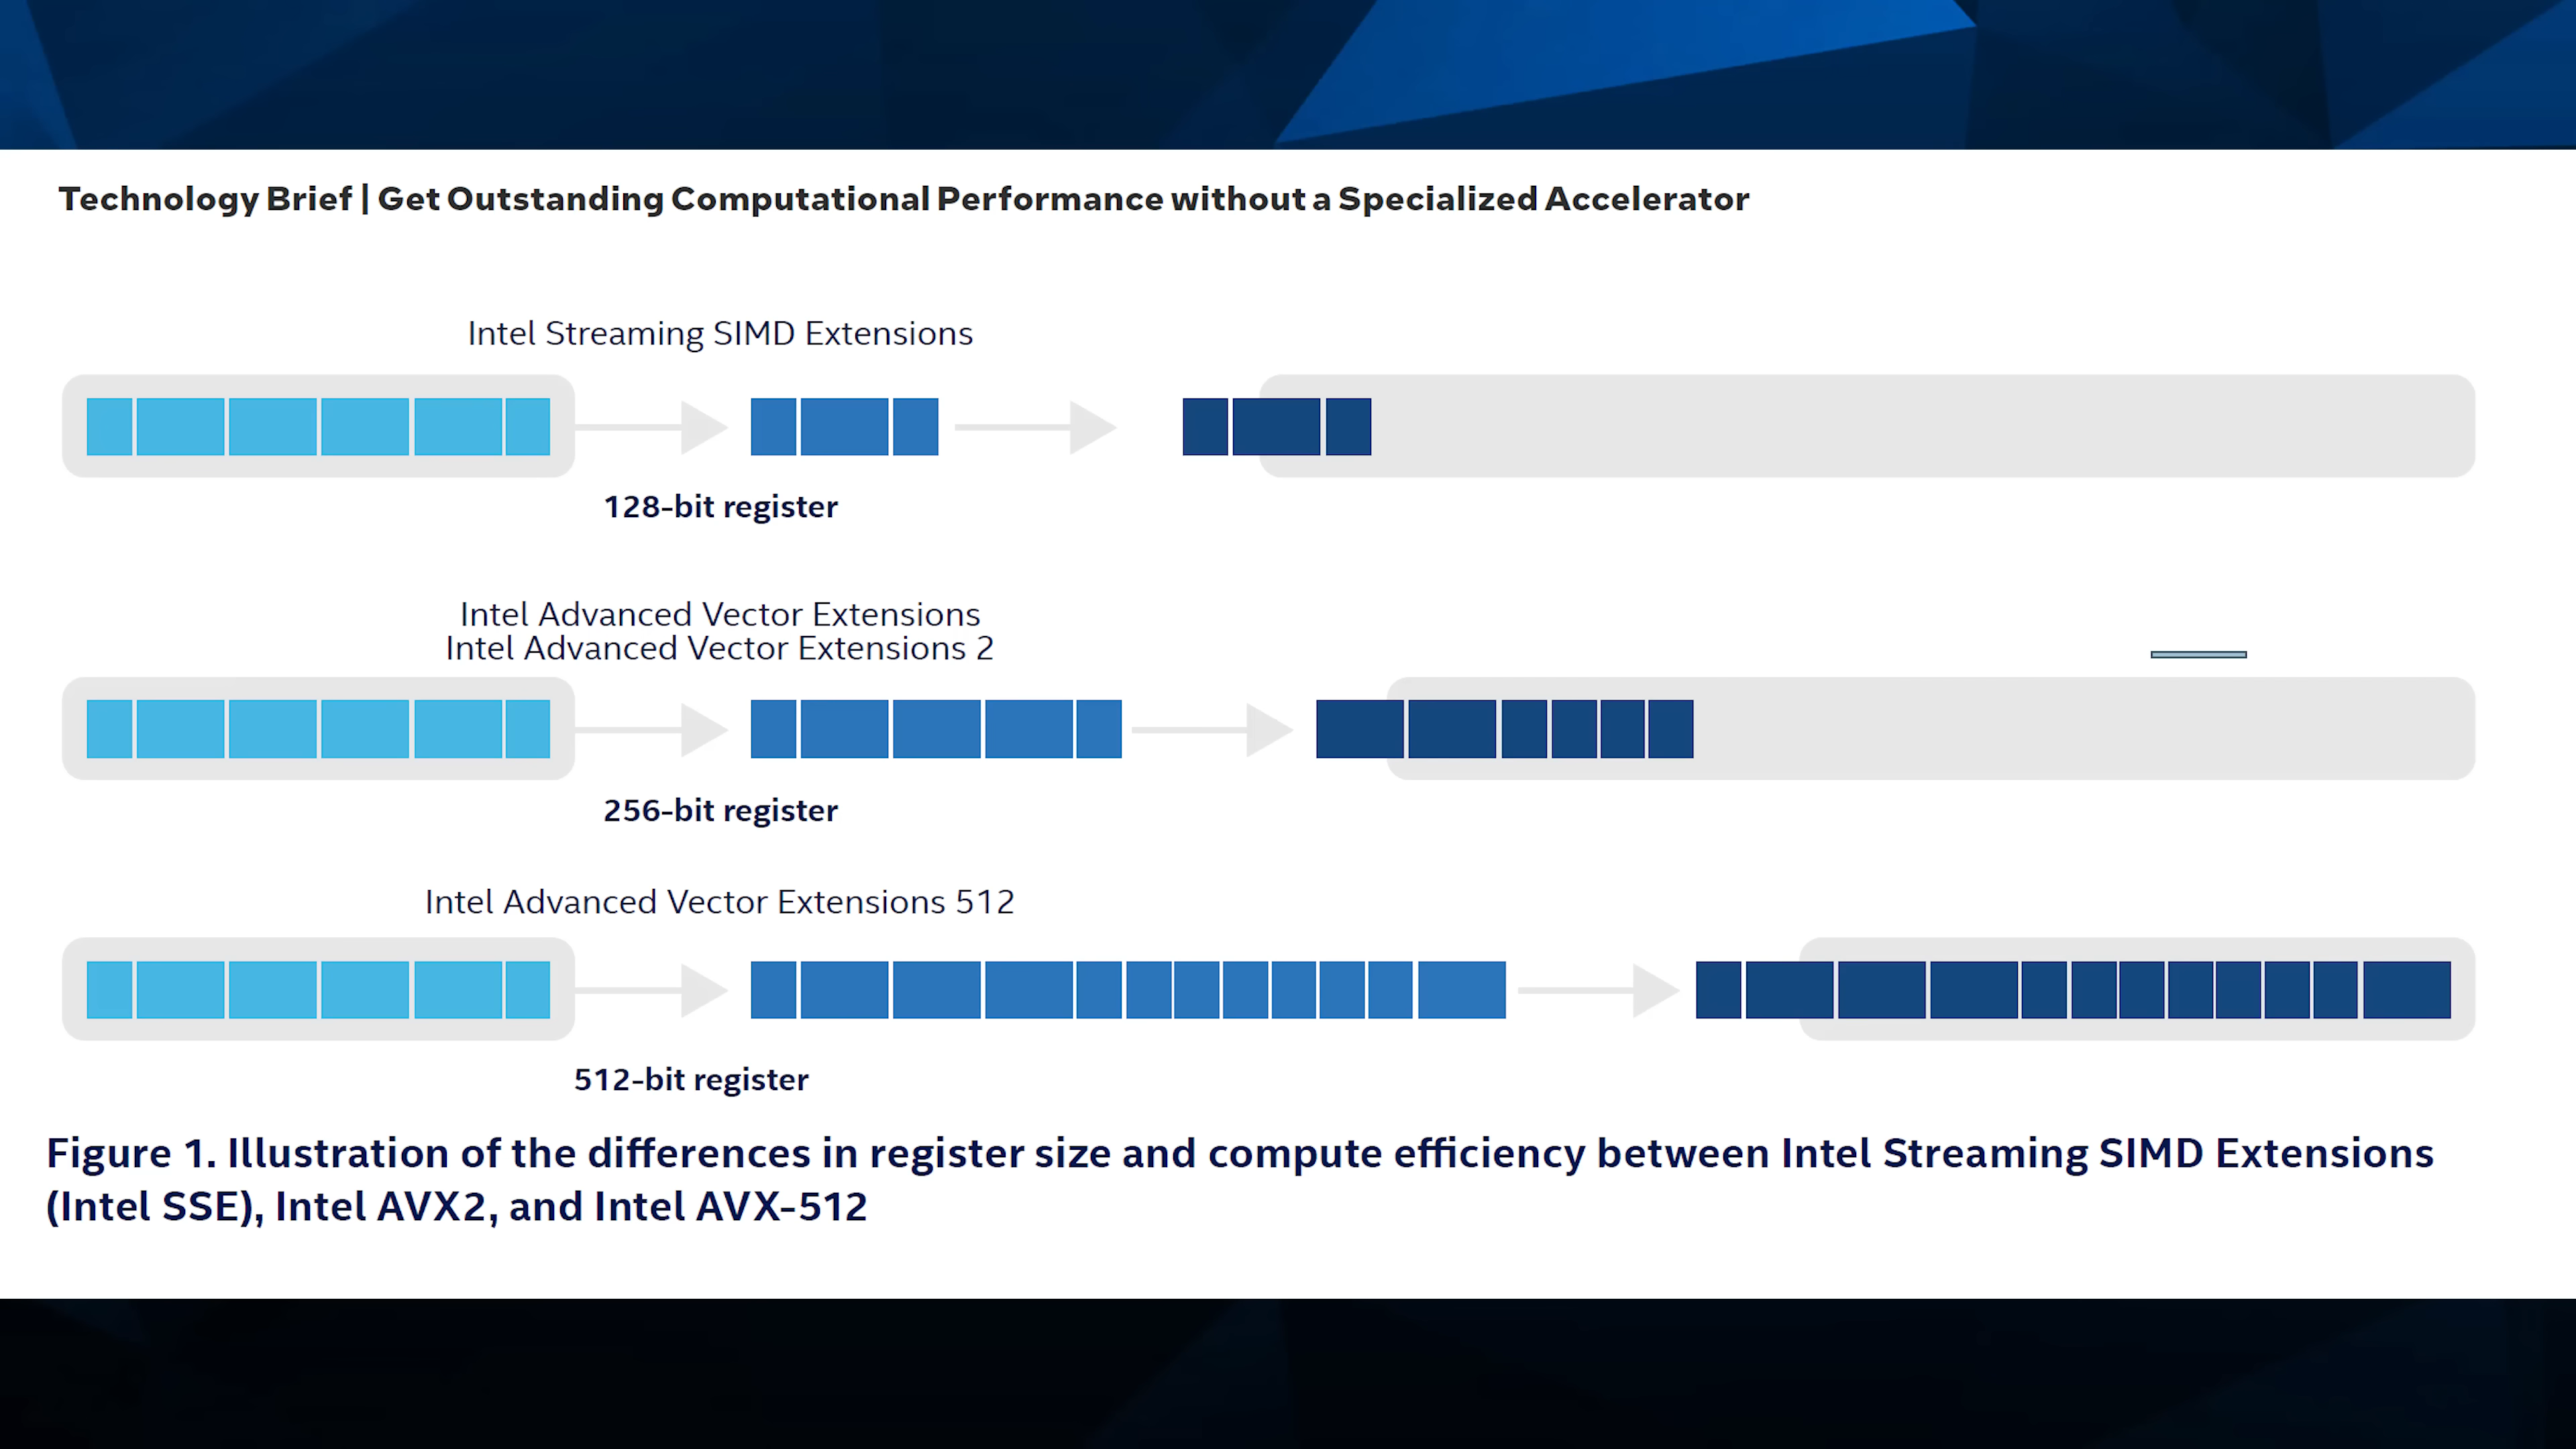 Technology Brief | Get Outstanding Computational Performance without a Specialized Accelerator
Intel Streaming SIMD Extensions
128-bit register
Intel Advanced Vector Extensions
Intel Advanced Vector Extensions 2
256-bit register
Intel Advanced Vector Extensions 512
512-bit register
Figure 1. Illustration of the differences in register size and compute efficiency between Intel Streaming SIMD Extensions
(Intel SSE), Intel AVX2, and Intel AVX-512